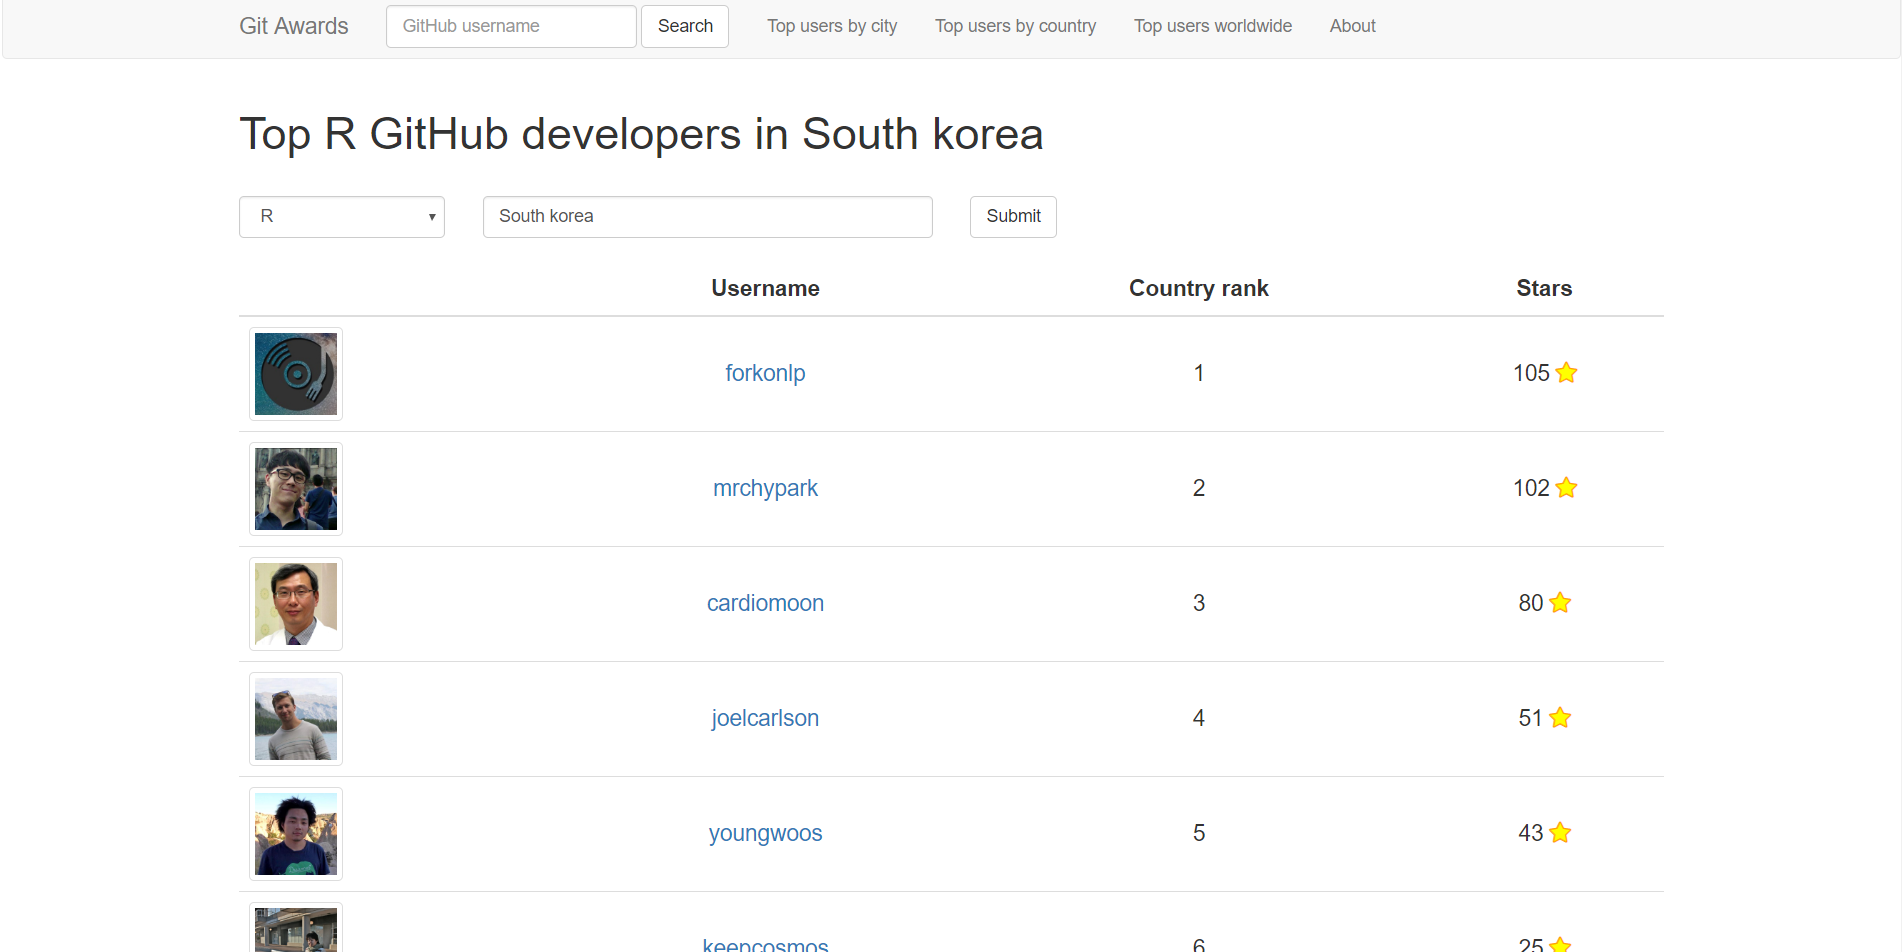 Git Awards GitHub username Search Top users by city Top users by country Top users worldwide About
Top R GitHub developers in South korea
R South korea Submit
Username Country rank Stars
forkonlp 1 105
mrchypark 2 102
cardiomoon 3 80
joelcarlson 4 51
youngwoos 5 43
keepcosmos 6 25